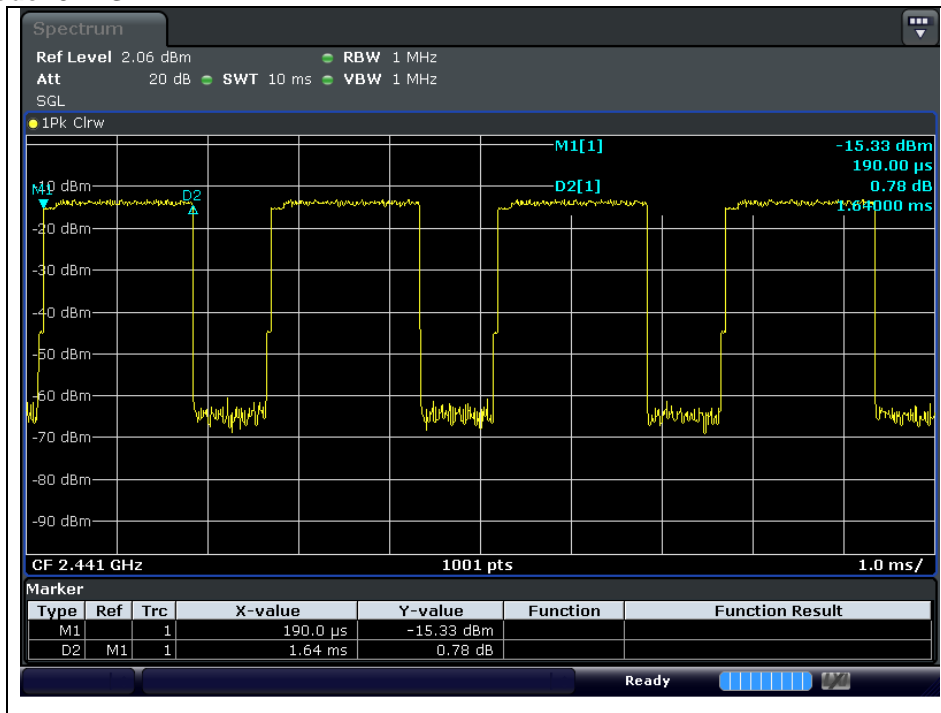 Spectrum
Ref Level 2.06 dBm RBW 1 MHz
Att 20 dB SWT 10 ms VBW 1 MHz
SGL
1Pk Clrw
M1[1] -15.33 dBm
190.00 µs
D2[1] 0.78 dB
1.64000 ms
M1
D2
-10 dBm
-20 dBm
-30 dBm
-40 dBm
-50 dBm
-60 dBm
-70 dBm
-80 dBm
-90 dBm
CF 2.441 GHz 1001 pts 1.0 ms/
Marker
Type Ref Trc X-value Y-value Function Function Result
M1 1 190.0 µs -15.33 dBm
D2 M1 1 1.64 ms 0.78 dB
Ready